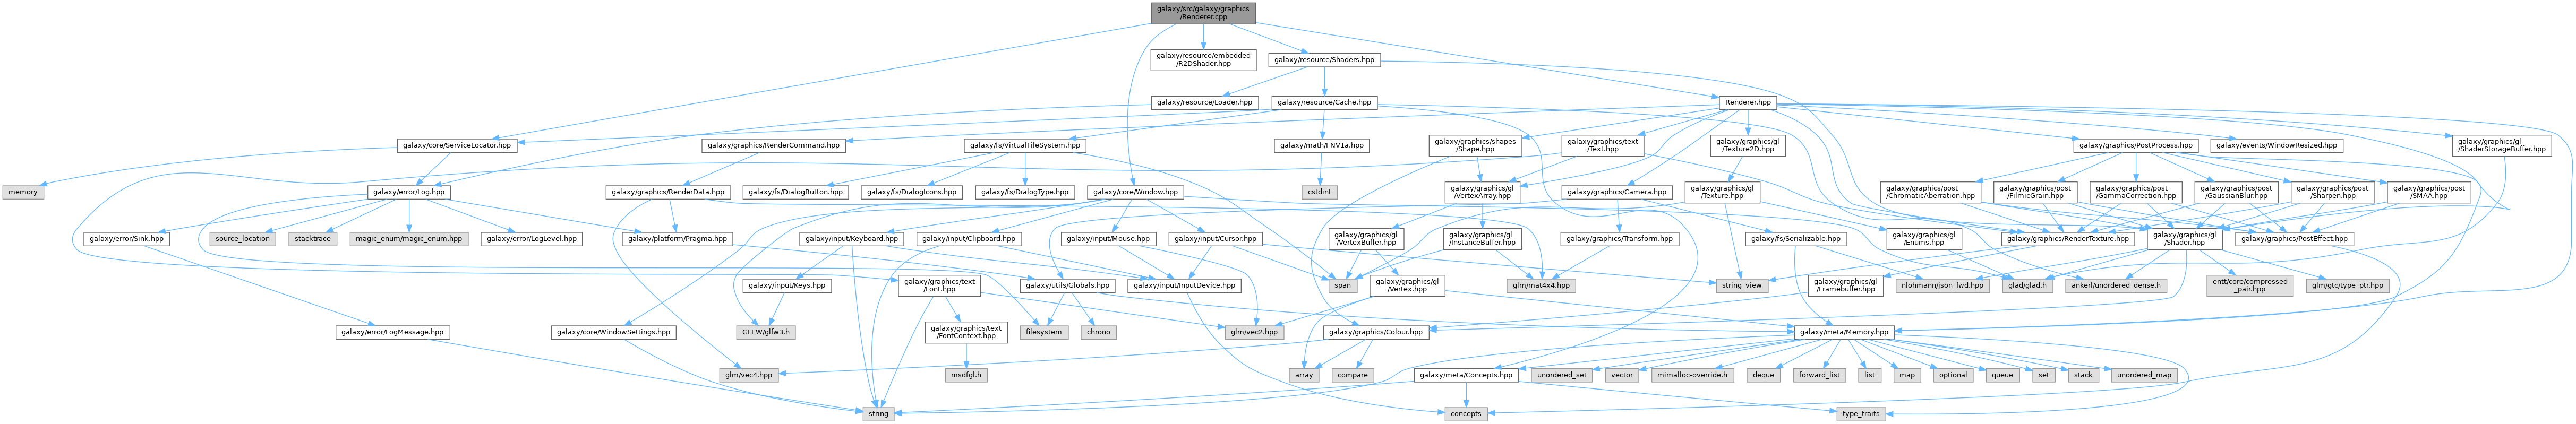 galaxy/src/galaxy/graphics
/Renderer.cpp
galaxy/resource/embedded
/R2DShader.hpp
galaxy/resource/Shaders.hpp
galaxy/resource/Loader.hpp
galaxy/resource/Cache.hpp
Renderer.hpp
galaxy/core/ServiceLocator.hpp
galaxy/graphics/RenderCommand.hpp
galaxy/fs/VirtualFileSystem.hpp
galaxy/math/FNV1a.hpp
galaxy/graphics/shapes
/Shape.hpp
galaxy/graphics/text
/Text.hpp
galaxy/graphics/gl
/Texture2D.hpp
galaxy/graphics/PostProcess.hpp
galaxy/events/WindowResized.hpp
galaxy/graphics/gl
/ShaderStorageBuffer.hpp
memory
galaxy/error/Log.hpp
galaxy/graphics/RenderData.hpp
galaxy/fs/DialogButton.hpp
galaxy/fs/DialogIcons.hpp
galaxy/fs/DialogType.hpp
galaxy/core/Window.hpp
cstdint
galaxy/graphics/gl
/VertexArray.hpp
galaxy/graphics/Camera.hpp
galaxy/graphics/gl
/Texture.hpp
galaxy/graphics/post
/ChromaticAberration.hpp
galaxy/graphics/post
/FilmicGrain.hpp
galaxy/graphics/post
/GammaCorrection.hpp
galaxy/graphics/post
/GaussianBlur.hpp
galaxy/graphics/post
/Sharpen.hpp
galaxy/graphics/post
/SMAA.hpp
galaxy/error/Sink.hpp
source_location
stacktrace
magic_enum/magic_enum.hpp
galaxy/error/LogLevel.hpp
galaxy/platform/Pragma.hpp
galaxy/input/Keyboard.hpp
galaxy/input/Clipboard.hpp
galaxy/input/Mouse.hpp
galaxy/input/Cursor.hpp
galaxy/graphics/gl
/VertexBuffer.hpp
galaxy/graphics/gl
/InstanceBuffer.hpp
galaxy/graphics/Transform.hpp
galaxy/fs/Serializable.hpp
galaxy/graphics/gl
/Enums.hpp
galaxy/graphics/RenderTexture.hpp
galaxy/graphics/gl
/Shader.hpp
galaxy/graphics/PostEffect.hpp
galaxy/input/Keys.hpp
galaxy/graphics/text
/Font.hpp
galaxy/utils/Globals.hpp
galaxy/input/InputDevice.hpp
span
galaxy/graphics/gl
/Vertex.hpp
glm/mat4x4.hpp
string_view
galaxy/graphics/gl
/Framebuffer.hpp
nlohmann/json_fwd.hpp
glad/glad.h
ankerl/unordered_dense.h
entt/core/compressed
_pair.hpp
glm/gtc/type_ptr.hpp
galaxy/error/LogMessage.hpp
galaxy/core/WindowSettings.hpp
GLFW/glfw3.h
galaxy/graphics/text
/FontContext.hpp
filesystem
chrono
glm/vec2.hpp
galaxy/graphics/Colour.hpp
galaxy/meta/Memory.hpp
glm/vec4.hpp
msdfgl.h
array
compare
galaxy/meta/Concepts.hpp
unordered_set
vector
mimalloc-override.h
deque
forward_list
list
map
optional
queue
set
stack
unordered_map
string
concepts
type_traits